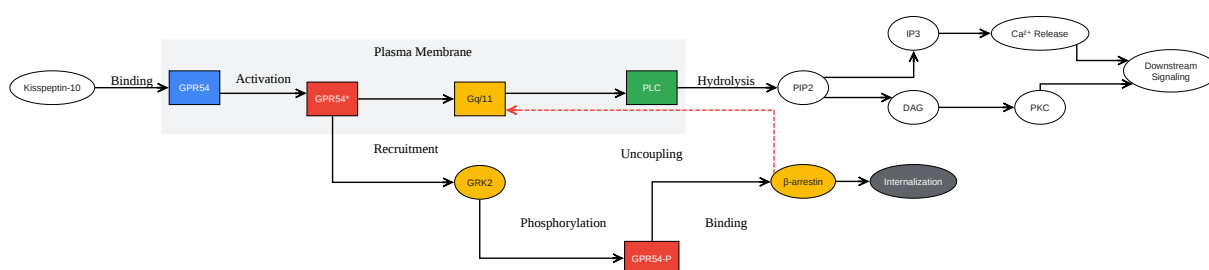 Plasma Membrane
Kisspeptin-10
Binding
GPR54
Activation
GPR54*
Gq/11
PLC
Hydrolysis
PIP2
IP3
Ca²⁺ Release
DAG
PKC
Downstream
Signaling
Recruitment
GRK2
Phosphorylation
GPR54-P
Binding
Uncoupling
β-arrestin
Internalization